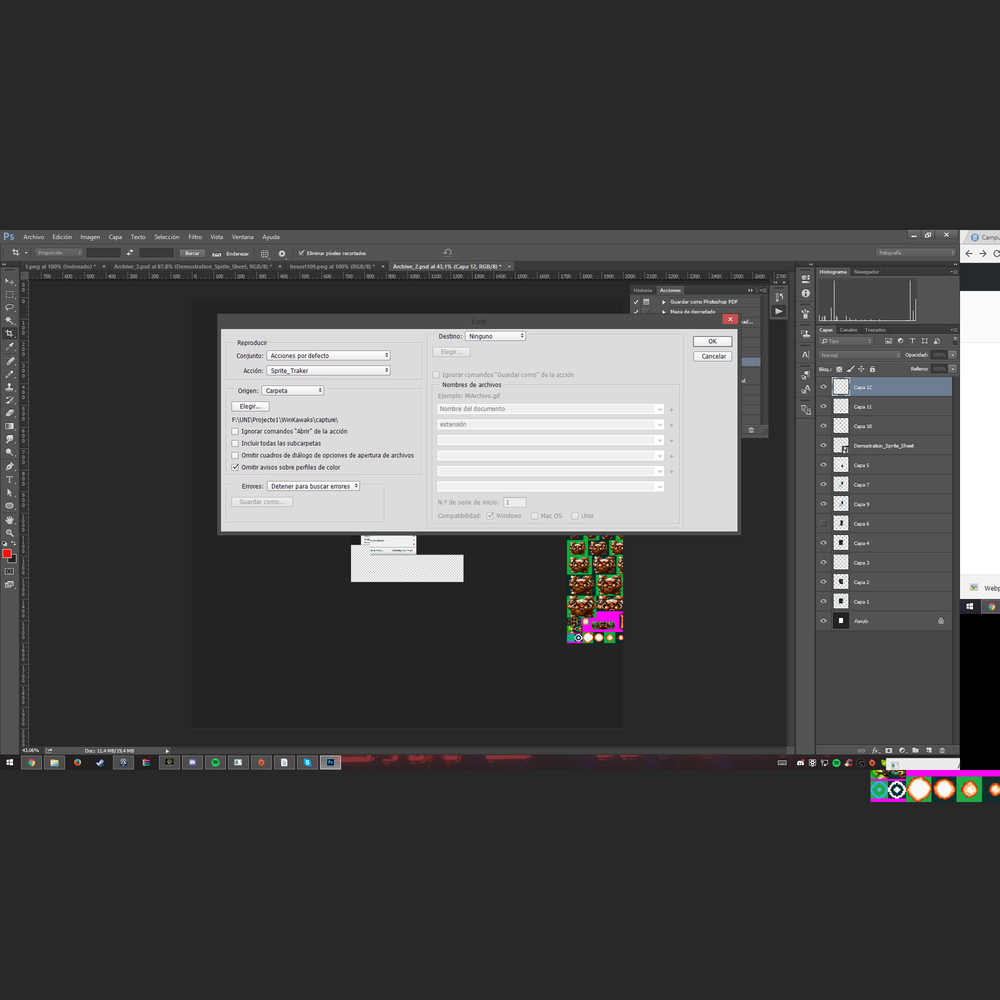 Ps Archivo Edición Imagen Capa Texto Selección Filtro Vista Ventana Ayuda
Proporción Borrar Enderezar Eliminar píxeles recortados Fotografía
1.png al 100% (Indexado) * × Archive_3.psd al 87,8% (Demostration_Sprite_Sheet, RGB/8) * × Insert109.png al 100% (RGB/8) * × Archive_2.psd al 43,1% (Capa 12, RGB/8) * ×
Historia Acciones
Guardar como Photoshop PDF
Mapa de degradado
Lote
Reproducir
Conjunto: Acciones por defecto
Acción: Sprite_Traker
Origen: Carpeta
Elegir...
F:\UNI\Projecte1\WinKawaks\capture\
Ignorar comandos "Abrir" de la acción
Incluir todas las subcarpetas
Omitir cuadros de diálogo de opciones de apertura de archivos
Omitir avisos sobre perfiles de color
Errores: Detener para buscar errores
Guardar como...
Destino: Ninguno
Elegir...
Ignorar comandos "Guardar como" de la acción
Nombres de archivos
Ejemplo: MiArchivo.gif
Nombre del documento +
extensión +
+
+
+
N.º de serie de inicio: 1
Compatibilidad: Windows Mac OS Unix
OK
Cancelar
Histograma Navegador
Capas Canales Trazados
Tipo
Normal Opacidad: 100%
Bloq.: Relleno: 100%
Capa 12
Capa 11
Capa 10
Demostration_Sprite_Sheet
Capa 5
Capa 7
Capa 9
Capa 6
Capa 4
Capa 3
Capa 2
Capa 1
Fondo
43,06% Doc: 11,4 MB/19,4 MB
Campu
Webp